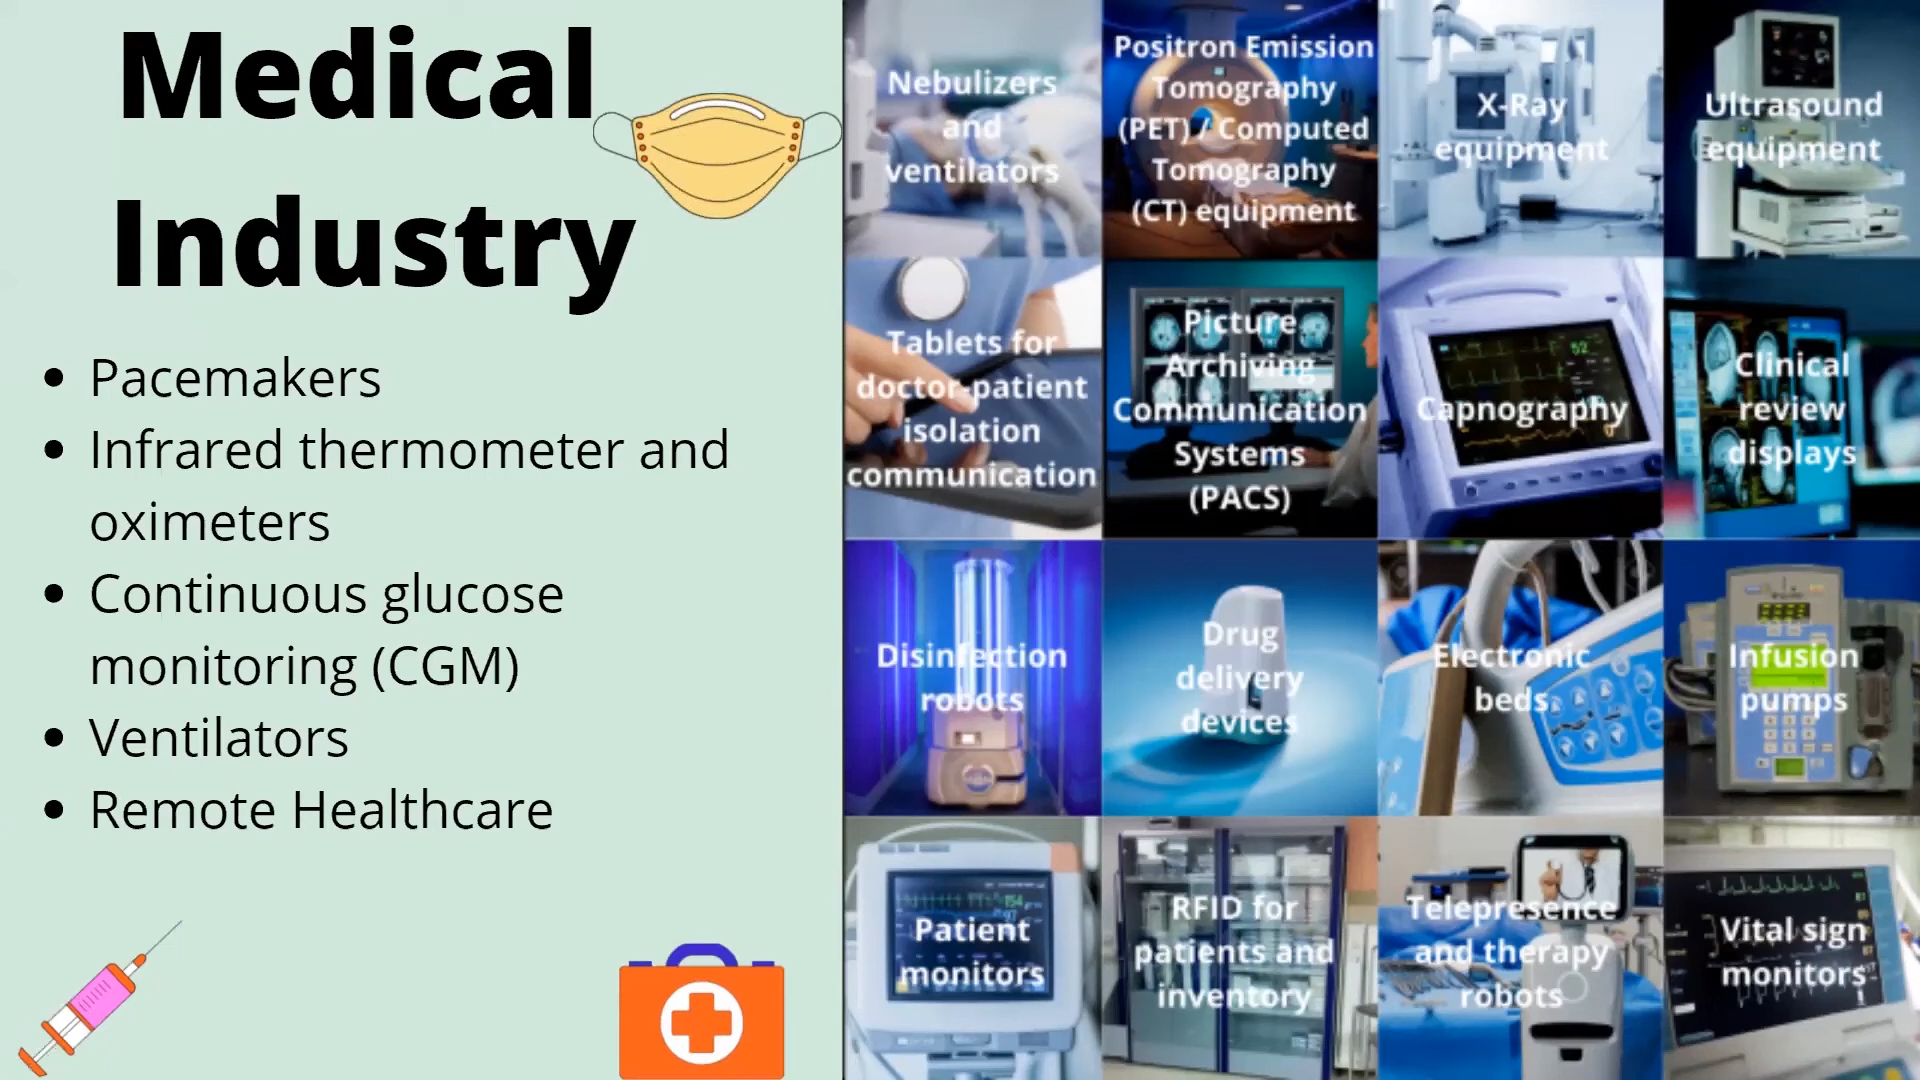 Medical
Industry
• Pacemakers
• Infrared thermometer and
oximeters
• Continuous glucose
monitoring (CGM)
• Ventilators
• Remote Healthcare
Nebulizers
and
ventilators
Positron Emission
Tomography
(PET) / Computed
Tomography
(CT) equipment
X-Ray
equipment
Ultrasound
equipment
Tablets for
doctor-patient
isolation
communication
Picture
Archiving
Communication
Systems
(PACS)
Capnography
52
Clinical
review
displays
Disinfection
robots
Drug
delivery
devices
Electronic
beds
Infusion
pumps
Patient
monitors
154
97
RFID for
patients and
inventory
Telepresence
and therapy
robots
Vital sign
monitors